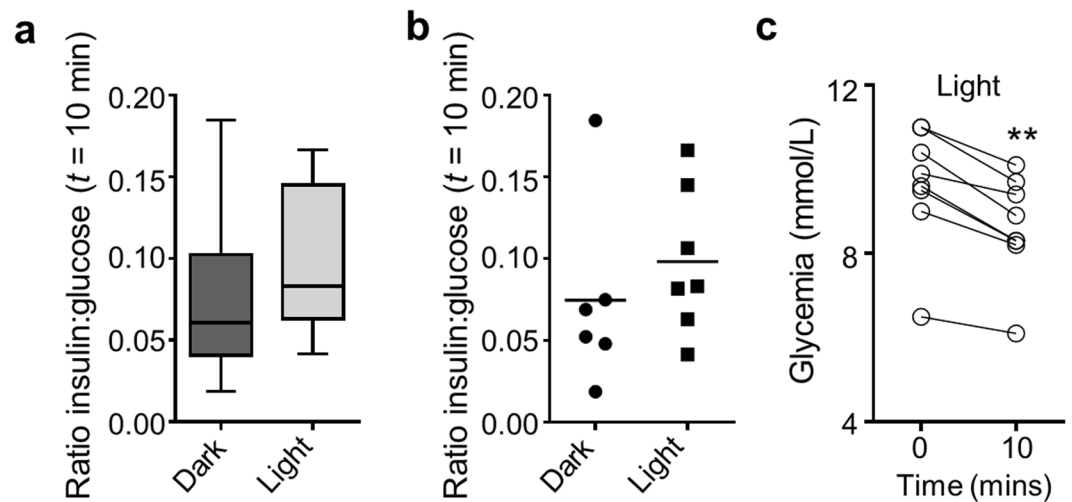 a
Ratio insulin:glucose (t = 10 min)
0.20
0.15
0.10
0.05
0.00
Dark
Light
b
Ratio insulin:glucose (t = 10 min)
0.20
0.15
0.10
0.05
0.00
Dark
Light
c
Light
**
Glycemia (mmol/L)
12
8
4
0 10
Time (mins)